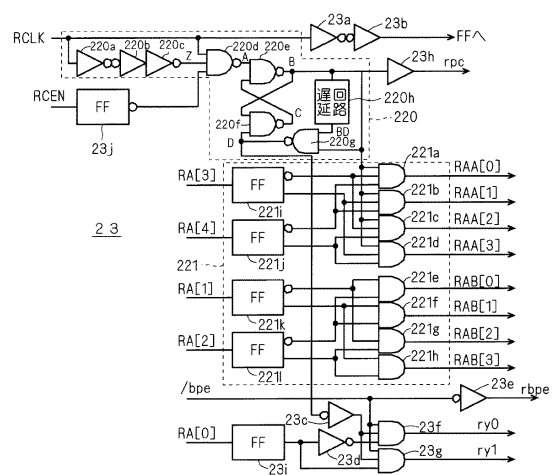 RCLK
220a
220b
220c
Z
220d
A
220e
B
23a
23b
FFへ
23h
rpc
RCEN
FF
23j
220f
C
D
遅延回路
220h
BD
220g
220
RA[3]
FF
221i
221a
RAA[0]
221b
RAA[1]
23
RA[4]
FF
221j
221c
RAA[2]
221d
RAA[3]
221
RA[1]
FF
221k
221e
RAB[0]
221f
RAB[1]
RA[2]
FF
221l
221g
RAB[2]
221h
RAB[3]
/bpe
23c
23e
rbpe
RA[0]
FF
23i
23d
23f
ry0
23g
ry1